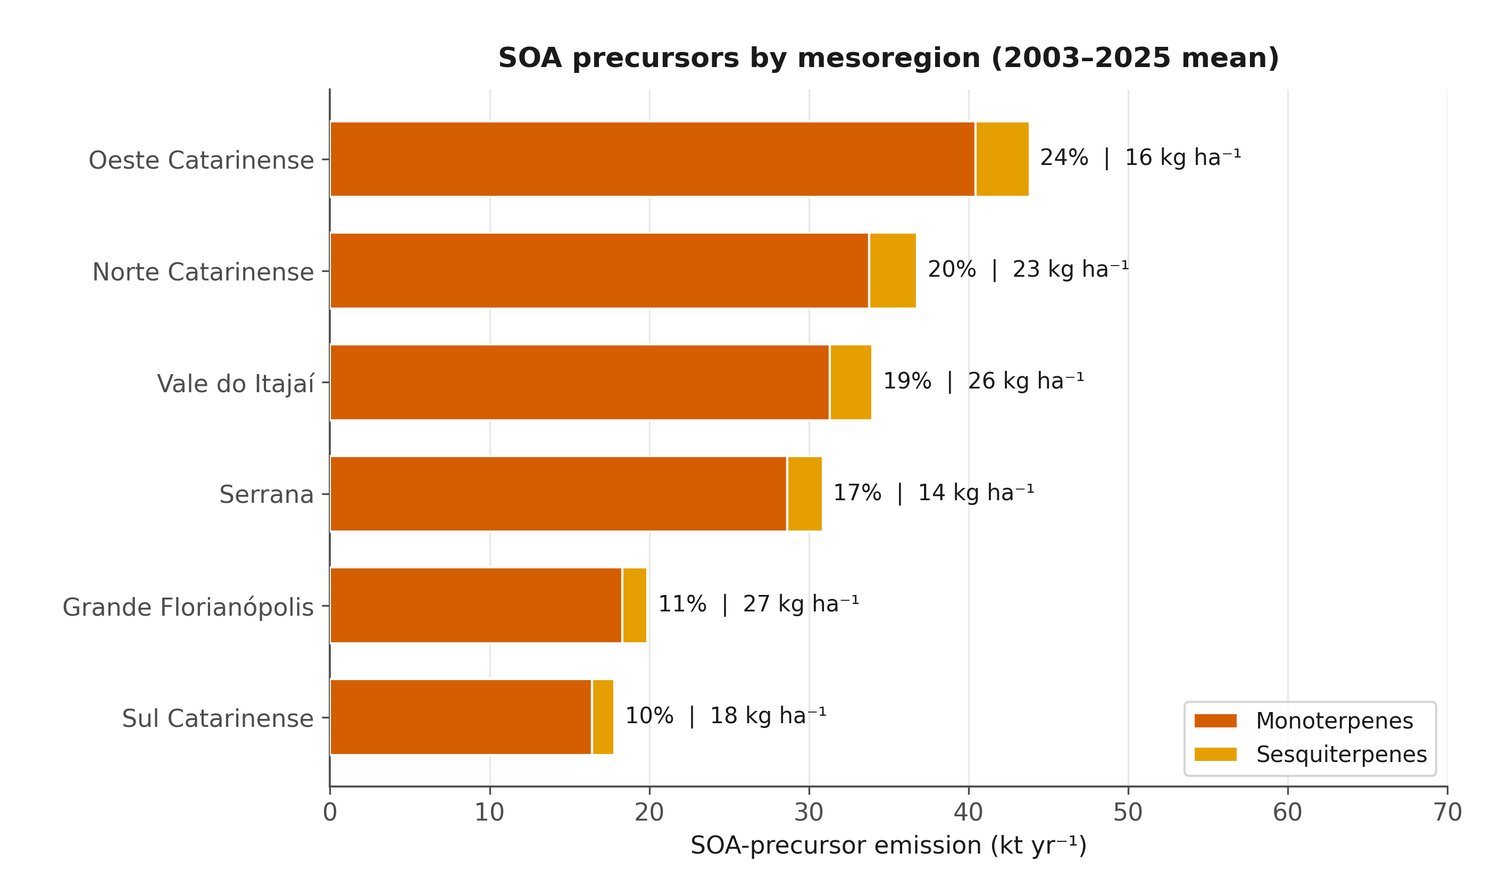 SOA precursors by mesoregion (2003–2025 mean)
Oeste Catarinense
24% | 16 kg ha⁻¹
Norte Catarinense
20% | 23 kg ha⁻¹
Vale do Itajaí
19% | 26 kg ha⁻¹
Serrana
17% | 14 kg ha⁻¹
Grande Florianópolis
11% | 27 kg ha⁻¹
Sul Catarinense
10% | 18 kg ha⁻¹
Monoterpenes
Sesquiterpenes
0 10 20 30 40 50 60 70
SOA-precursor emission (kt yr⁻¹)